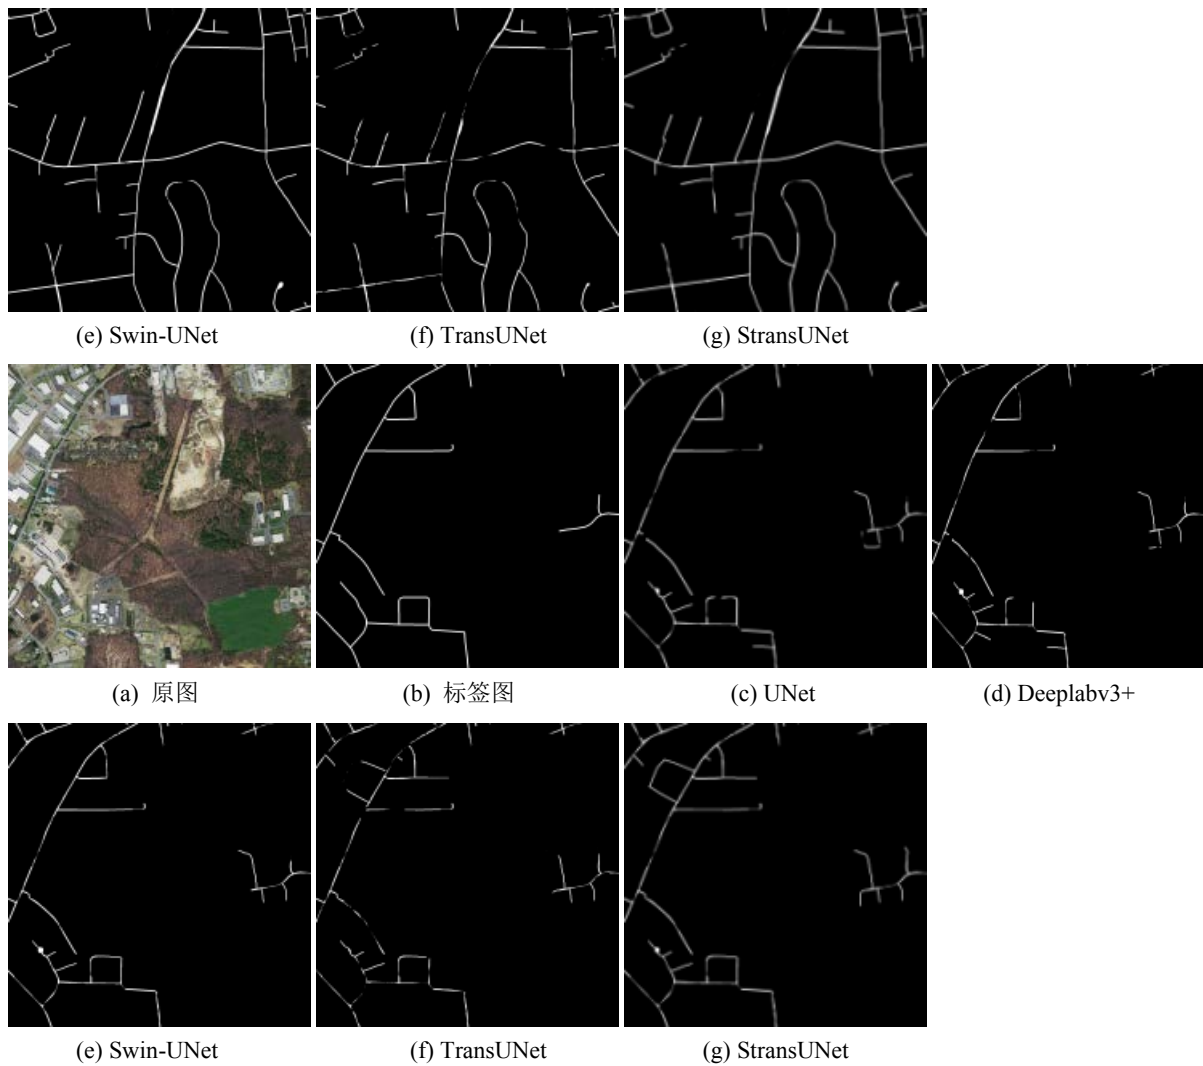 (e) Swin-UNet (f) TransUNet (g) StransUNet
(a) 原图 (b) 标签图 (c) UNet (d) Deeplabv3+
(e) Swin-UNet (f) TransUNet (g) StransUNet